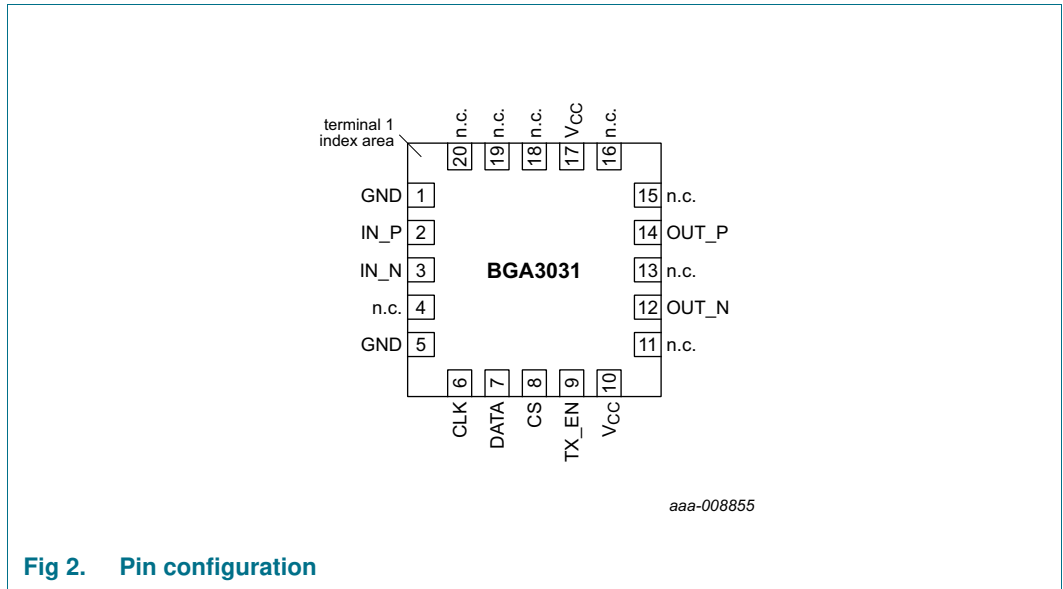 terminal 1
index area
20 n.c.
19 n.c.
18 n.c.
17 VCC
16 n.c.
GND 1
IN_P 2
IN_N 3
n.c. 4
GND 5
BGA3031
15 n.c.
14 OUT_P
13 n.c.
12 OUT_N
11 n.c.
6 CLK
7 DATA
8 CS
9 TX_EN
10 VCC
aaa-008855
Fig 2. Pin configuration